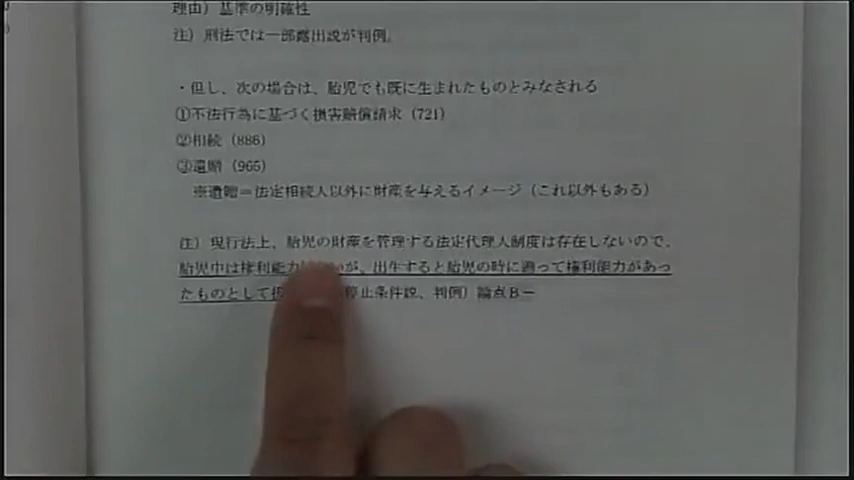 理由）基準の明確性
注）刑法では一部露出説が判例。
・但し、次の場合は、胎児でも既に生まれたものとみなされる
①不法行為に基づく損害賠償請求（721）
②相続（886）
③遺贈（965）
※遺贈＝法定相続人以外に財産を与えるイメージ（これ以外もある）
注）現行法上、胎児の財産を管理する法定代理人制度は存在しないので、
胎児中は権利能力 が、出生すると胎児の時に遡って権利能力があっ
たものとして 停止条件説、判例）論点B－